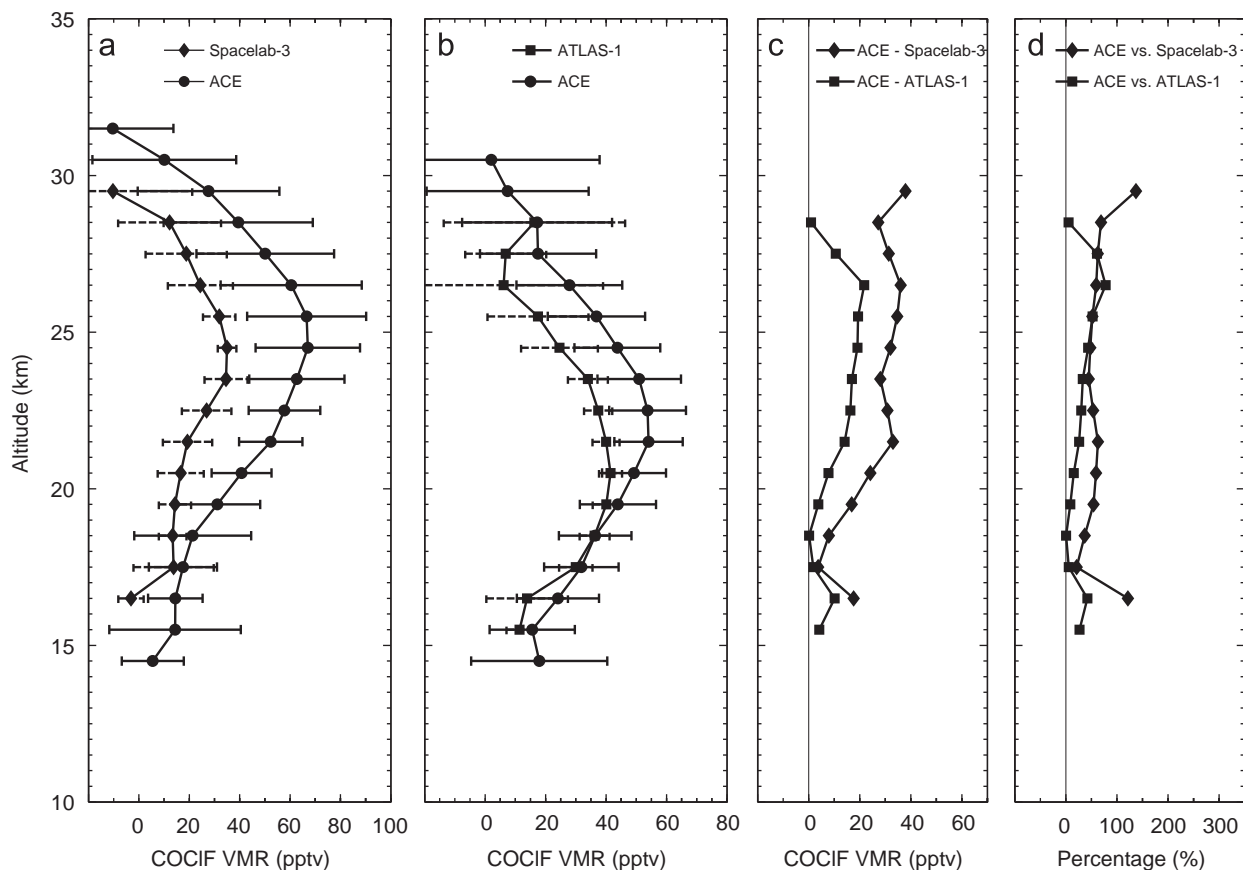 a
Spacelab-3
ACE
b
ATLAS-1
ACE
c
ACE - Spacelab-3
ACE - ATLAS-1
d
ACE vs. Spacelab-3
ACE vs. ATLAS-1
Altitude (km)
35
30
25
20
15
10
0 20 40 60 80 100
0 20 40 60 80
0 20 40 60
0 100 200 300
COClF VMR (pptv)
COClF VMR (pptv)
COClF VMR (pptv)
Percentage (%)